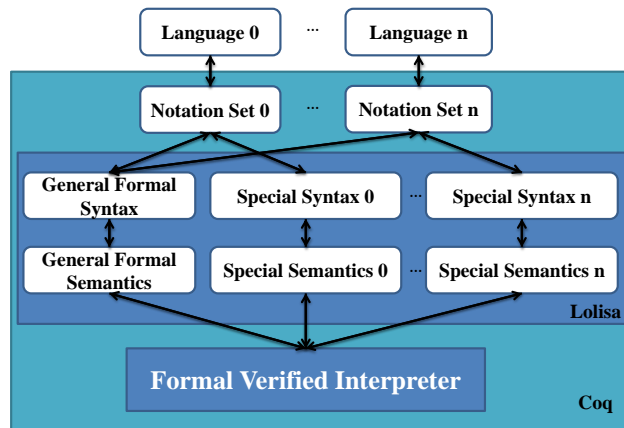 Language 0 ... Language n
Notation Set 0 ... Notation Set n
General Formal
Syntax
Special Syntax 0 ... Special Syntax n
General Formal
Semantics
Special Semantics 0 ... Special Semantics n
Lolisa
Formal Verified Interpreter
Coq